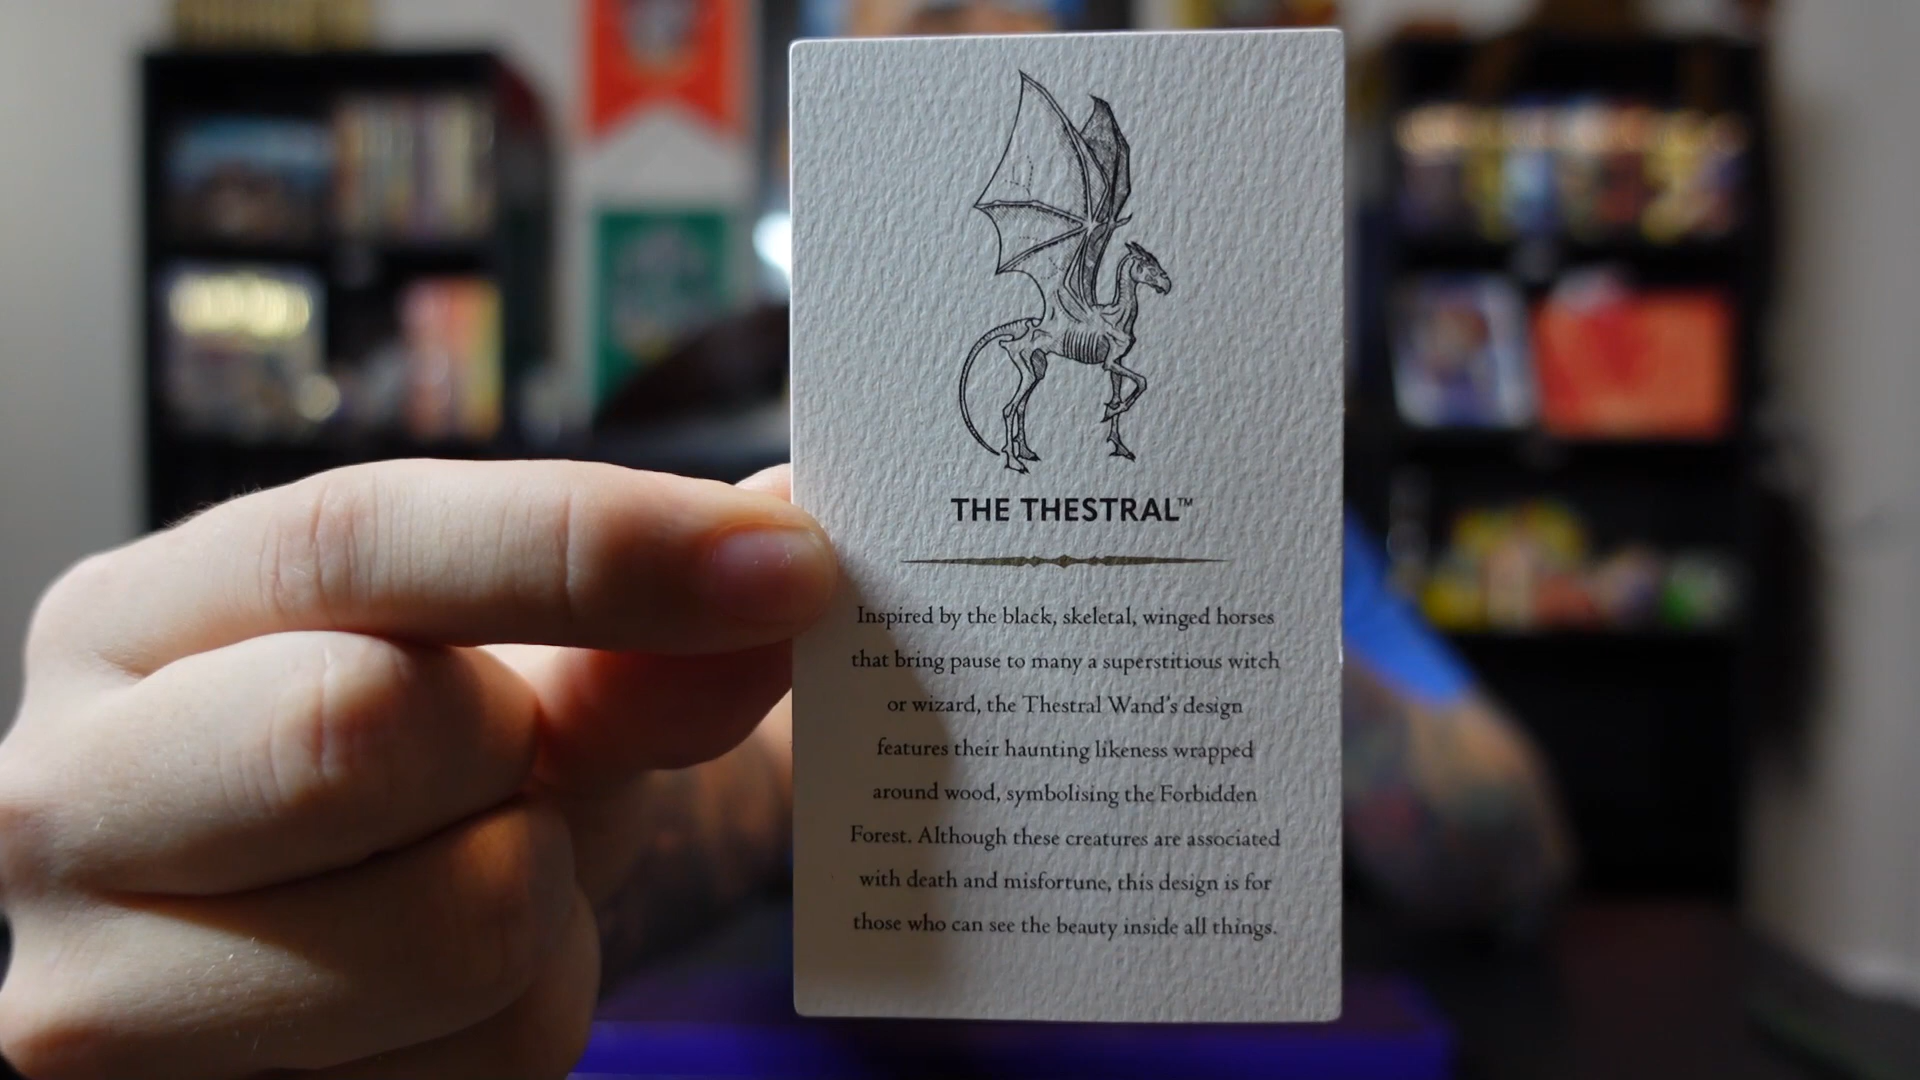 THE THESTRAL™
Inspired by the black, skeletal, winged horses
that bring pause to many a superstitious witch
or wizard, the Thestral Wand's design
features their haunting likeness wrapped
around wood, symbolising the Forbidden
Forest. Although these creatures are associated
with death and misfortune, this design is for
those who can see the beauty inside all things.